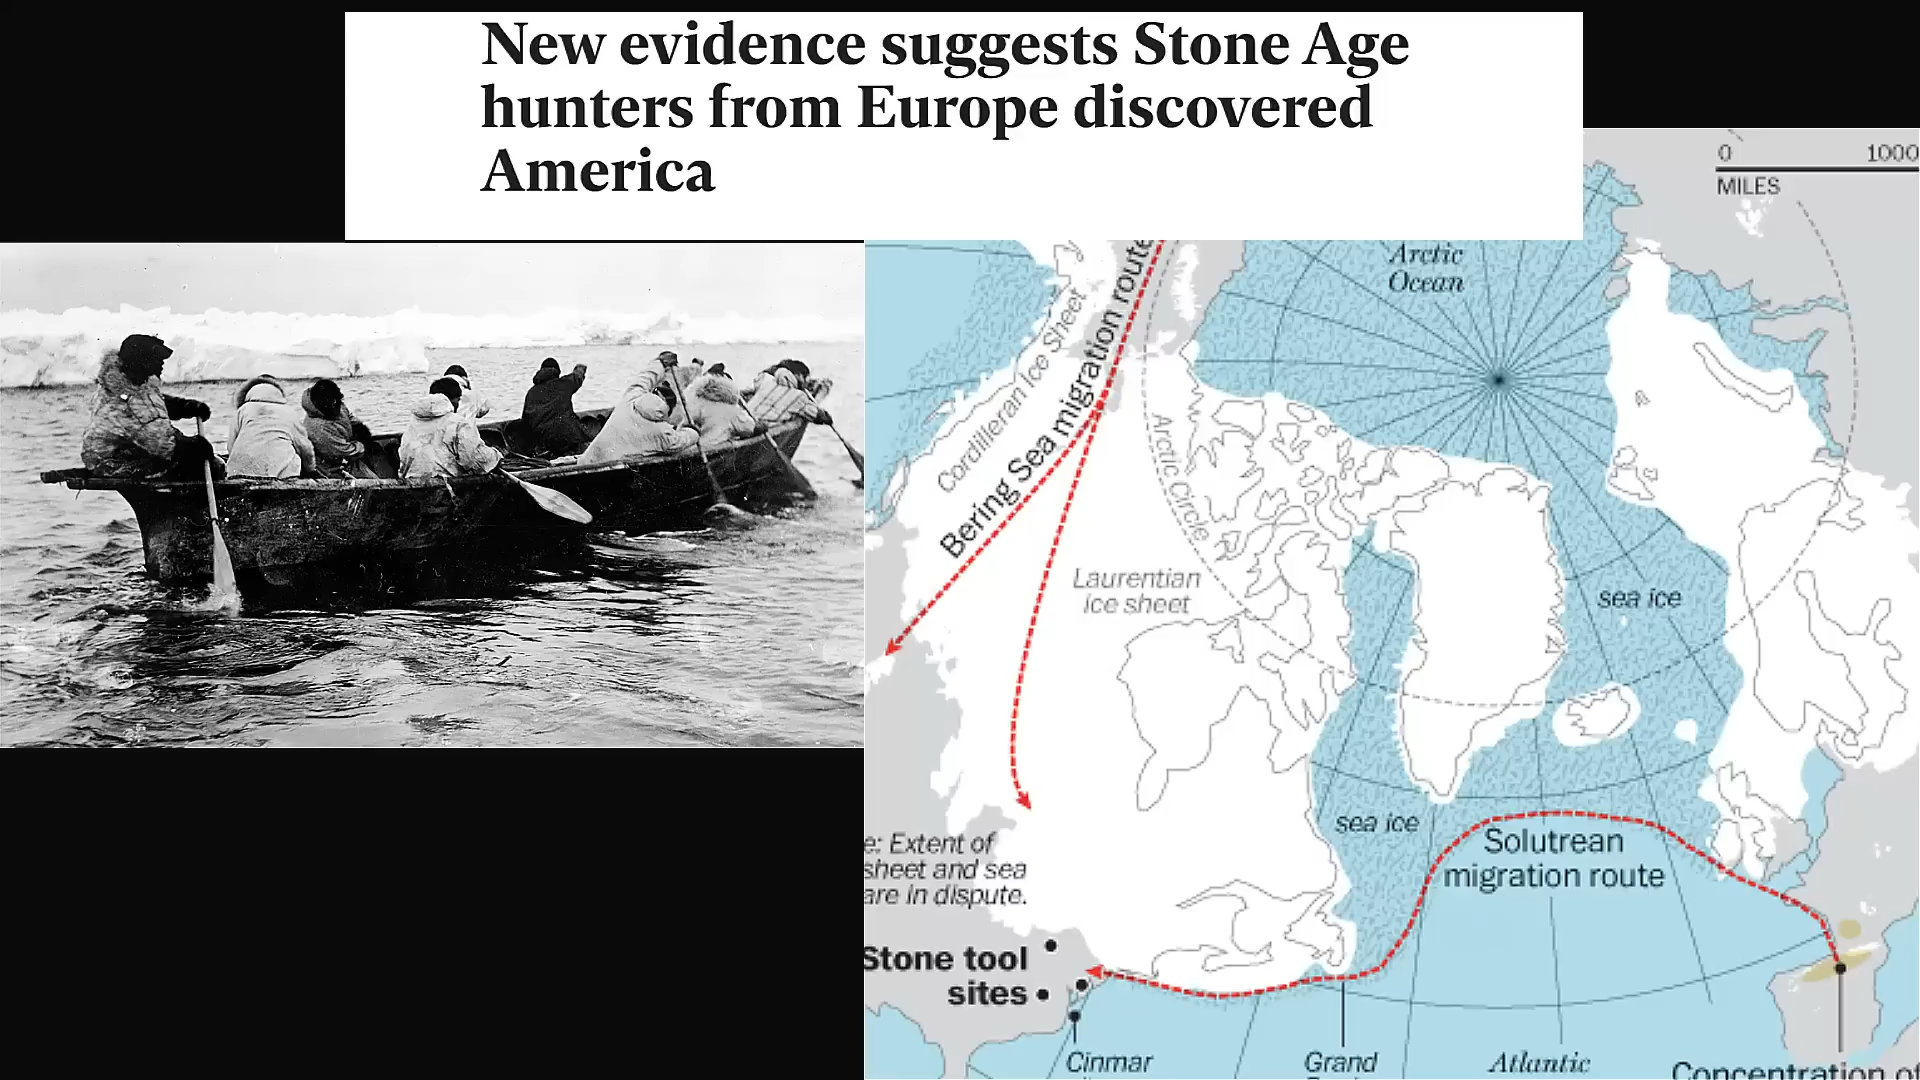 New evidence suggests Stone Age
hunters from Europe discovered
America
0 1000
MILES
Arctic
Ocean
Cordilleran Ice Sheet
Bering Sea migration route
Arctic Circle
Laurentian
ice sheet
sea ice
sea ice
Solutrean
migration route
e: Extent of
sheet and sea
are in dispute.
Stone tool
sites
Cinmar
Grand
Atlantic
Concentration of